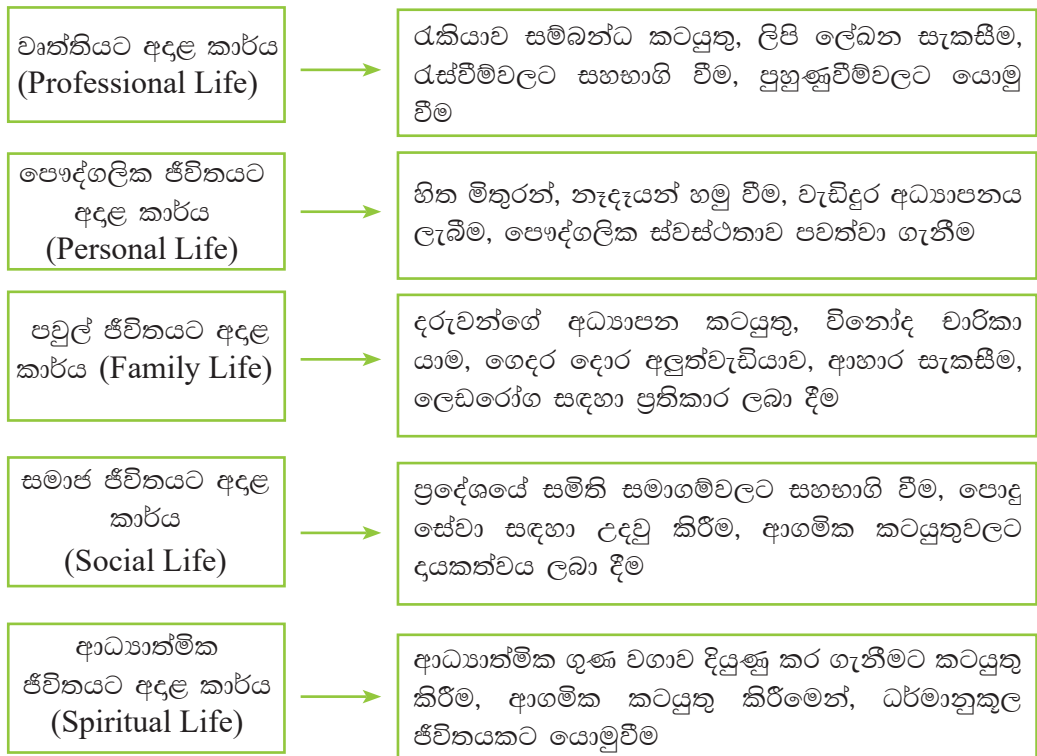 වෘත්තියට අදාළ කාර්ය
(Professional Life)
රැකියාව සම්බන්ධ කටයුතු, ලිපි ලේඛන සැකසීම,
රැස්වීම්වලට සහභාගි වීම, පුහුණුවීම්වලට යොමු
වීම
පෞද්ගලික ජීවිතයට
අදාළ කාර්ය
(Personal Life)
හිත මිතුරන්, නෑදෑයන් හමු වීම, වැඩිදුර අධ්‍යාපනය
ලැබීම, පෞද්ගලික ස්වස්ථතාව පවත්වා ගැනීම
පවුල් ජීවිතයට අදාළ
කාර්ය (Family Life)
දරුවන්ගේ අධ්‍යාපන කටයුතු, විනෝද චාරිකා
යාම, ගෙදර දොර අලුත්වැඩියාව, ආහාර සැකසීම,
ලෙඩරෝග සඳහා ප්‍රතිකාර ලබා දීම
සමාජ ජීවිතයට අදාළ
කාර්ය
(Social Life)
ප්‍රදේශයේ සමිති සමාගම්වලට සහභාගි වීම, පොදු
සේවා සඳහා උදවු කිරීම, ආගමික කටයුතුවලට
දායකත්වය ලබා දීම
ආධ්‍යාත්මික
ජීවිතයට අදාළ කාර්ය
(Spiritual Life)
ආධ්‍යාත්මික ගුණ වගාව දියුණු කර ගැනීමට කටයුතු
කිරීම, ආගමික කටයුතු කිරීමෙන්, ධර්මානුකූල
ජීවිතයකට යොමුවීම